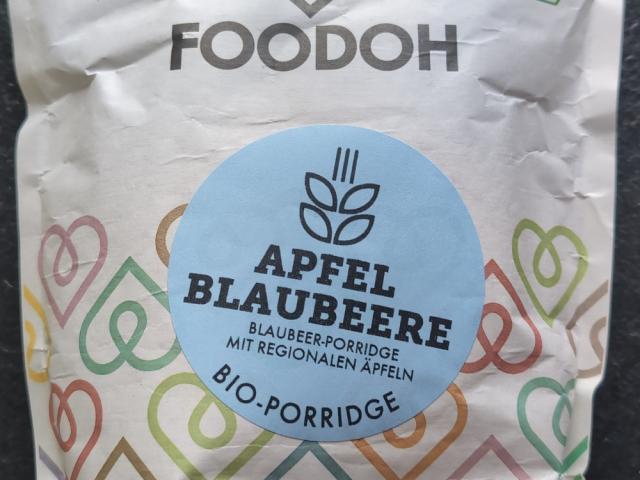 FOODOH
APFEL
BLAUBEERE
BLAUBEER-PORRIDGE
MIT REGIONALEN ÄPFELN
BIO-PORRIDGE